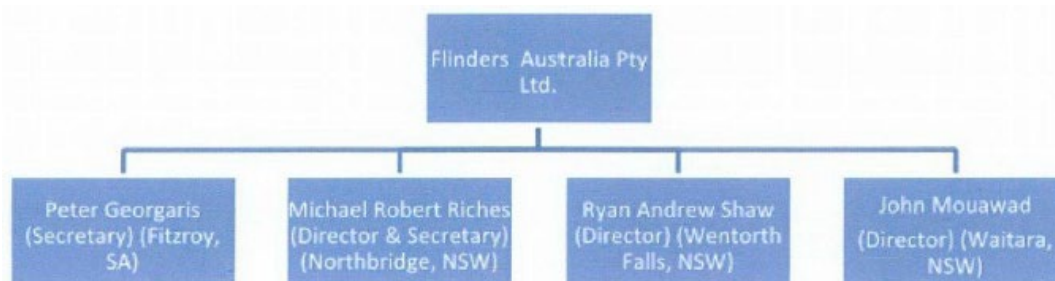 Flinders Australia Pty
Ltd.
Peter Georgaris
(Secretary) (Fitzroy,
SA)
Michael Robert Riches
(Director & Secretary)
(Northbridge, NSW)
Ryan Andrew Shaw
(Director) (Wentorth
Falls, NSW)
John Mouawad
(Director) (Waitara,
NSW)